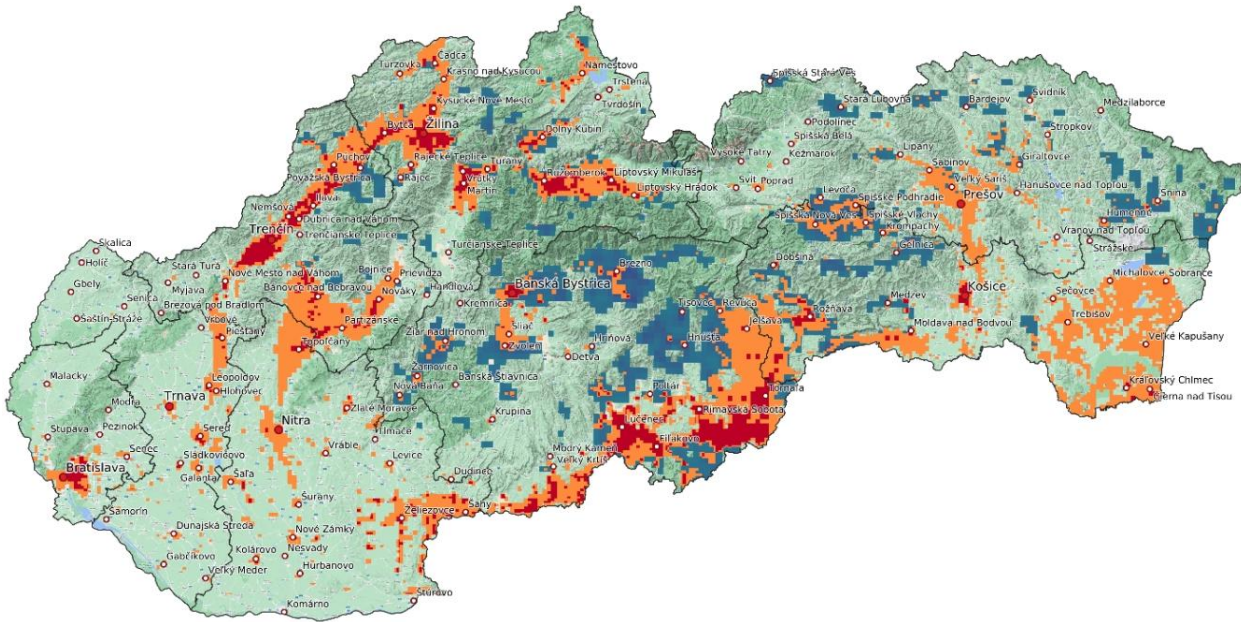 Čadca
Turzovka
Krásno nad Kysucou
Námestovo
Trstená
Tvrdošín
Kysucké Nové Mesto
Bytča
Žilina
Dolný Kubín
Spišská Stará Ves
Stará Ľubovňa
Podolínec
Spišská Belá
Kežmarok
Vysoké Tatry
Svit
Poprad
Bardejov
Svidník
Medzilaborce
Stropkov
Giraltovce
Lipany
Sabinov
Veľký Šariš
Prešov
Hanušovce nad Topľou
Snina
Humenné
Vranov nad Topľou
Strážske
Púchov
Považská Bystrica
Rajecké Teplice
Rajec
Turany
Vrútky
Martin
Ružomberok
Liptovský Mikuláš
Liptovský Hrádok
Levoča
Spišské Podhradie
Spišská Nová Ves
Spišské Vlachy
Krompachy
Gelnica
Dobšiná
Nemšová
Ilava
Dubnica nad Váhom
Trenčín
Trenčianske Teplice
Turčianske Teplice
Skalica
Holíč
Gbely
Senica
Šaštín-Stráže
Stará Turá
Myjava
Brezová pod Bradlom
Nové Mesto nad Váhom
Bánovce nad Bebravou
Bojnice
Prievidza
Nováky
Handlová
Kremnica
Banská Bystrica
Brezno
Tisovec
Revúca
Jelšava
Rožňava
Medzev
Košice
Moldava nad Bodvou
Michalovce
Sobrance
Sečovce
Trebišov
Veľké Kapušany
Kráľovský Chlmec
Čierna nad Tisou
Vrbové
Piešťany
Partizánske
Topoľčany
Žiar nad Hronom
Sliač
Zvolen
Hriňová
Detva
Hnúšťa
Žarnovica
Nová Baňa
Banská Štiavnica
Poltár
Tornaľa
Rimavská Sobota
Lučenec
Fiľakovo
Malacky
Modra
Pezinok
Stupava
Senec
Bratislava
Šamorín
Leopoldov
Hlohovec
Trnava
Sereď
Sládkovičovo
Galanta
Šaľa
Nitra
Zlaté Moravce
Vráble
Tlmače
Levice
Krupina
Dudince
Modrý Kameň
Veľký Krtíš
Šahy
Želiezovce
Šurany
Nové Zámky
Dunajská Streda
Gabčíkovo
Veľký Meder
Kolárovo
Nesvady
Hurbanovo
Komárno
Štúrovo